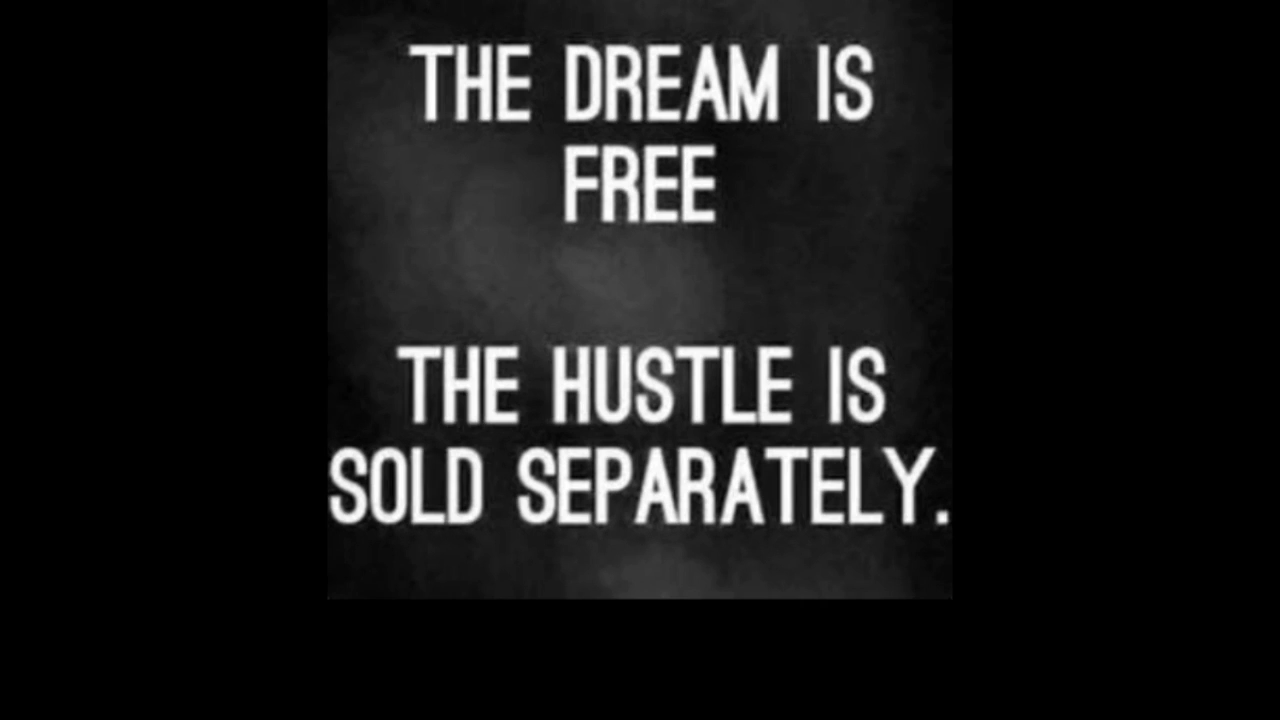 THE DREAM IS
FREE
THE HUSTLE IS
SOLD SEPARATELY.